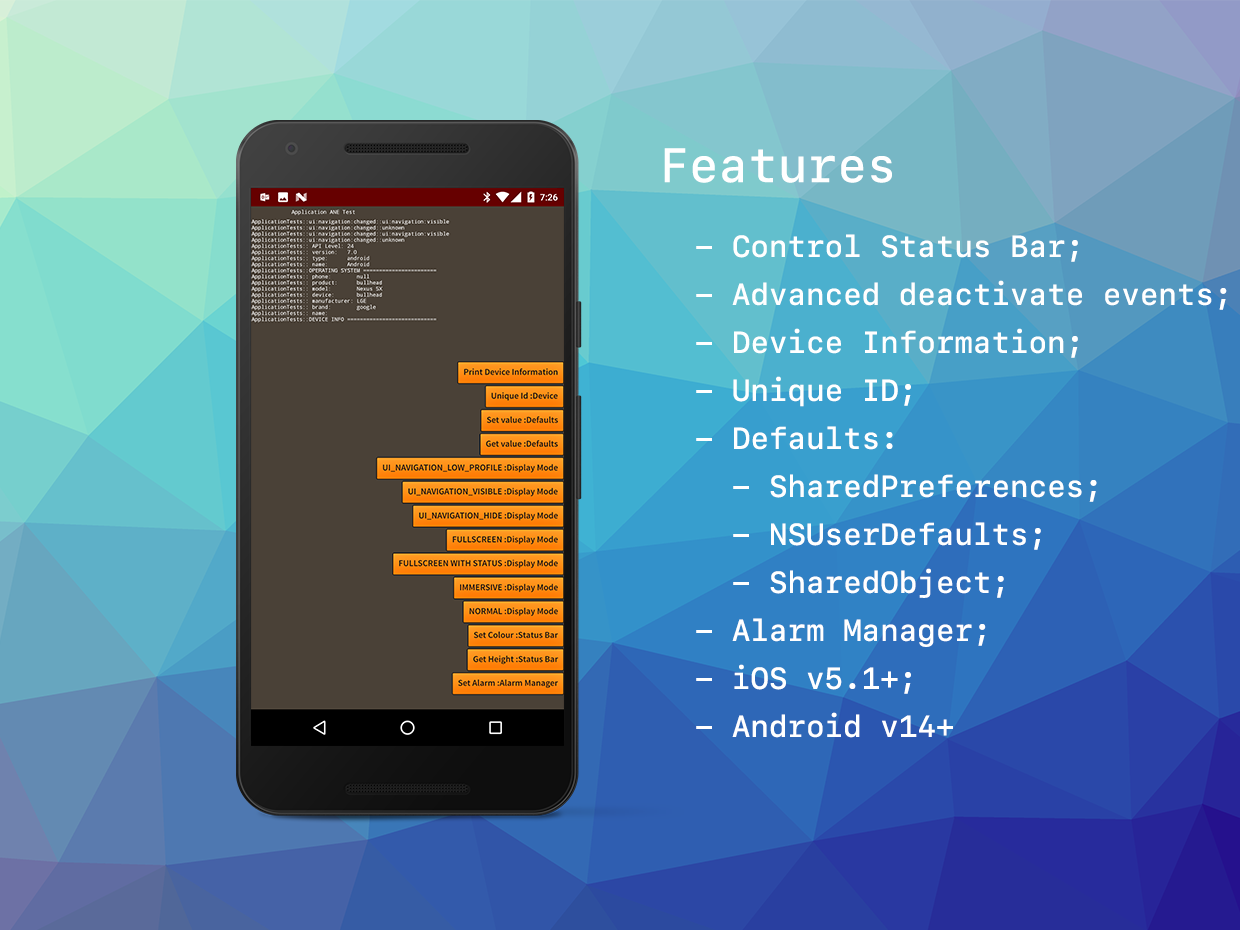 7:26
Application ANE Test
ApplicationTests::ui:navigation:changed::ui:navigation:visible
ApplicationTests::ui:navigation:changed::unknown
ApplicationTests::ui:navigation:changed::ui:navigation:visible
ApplicationTests::ui:navigation:changed::unknown
ApplicationTests:: API Level: 24
ApplicationTests:: version: 7.0
ApplicationTests:: type: android
ApplicationTests:: name: Android
ApplicationTests::OPERATING SYSTEM =======================
ApplicationTests:: phone: null
ApplicationTests:: product: bullhead
ApplicationTests:: model: Nexus 5X
ApplicationTests:: device: bullhead
ApplicationTests:: manufacturer: LGE
ApplicationTests:: brand: google
ApplicationTests:: name:
ApplicationTests::DEVICE INFO ============================
Print Device Information
Unique Id :Device
Set value :Defaults
Get value :Defaults
UI_NAVIGATION_LOW_PROFILE :Display Mode
UI_NAVIGATION_VISIBLE :Display Mode
UI_NAVIGATION_HIDE :Display Mode
FULLSCREEN :Display Mode
FULLSCREEN WITH STATUS :Display Mode
IMMERSIVE :Display Mode
NORMAL :Display Mode
Set Colour :Status Bar
Get Height :Status Bar
Set Alarm :Alarm Manager
Features
– Control Status Bar;
– Advanced deactivate events;
– Device Information;
– Unique ID;
– Defaults:
– SharedPreferences;
– NSUserDefaults;
– SharedObject;
– Alarm Manager;
– iOS v5.1+;
– Android v14+